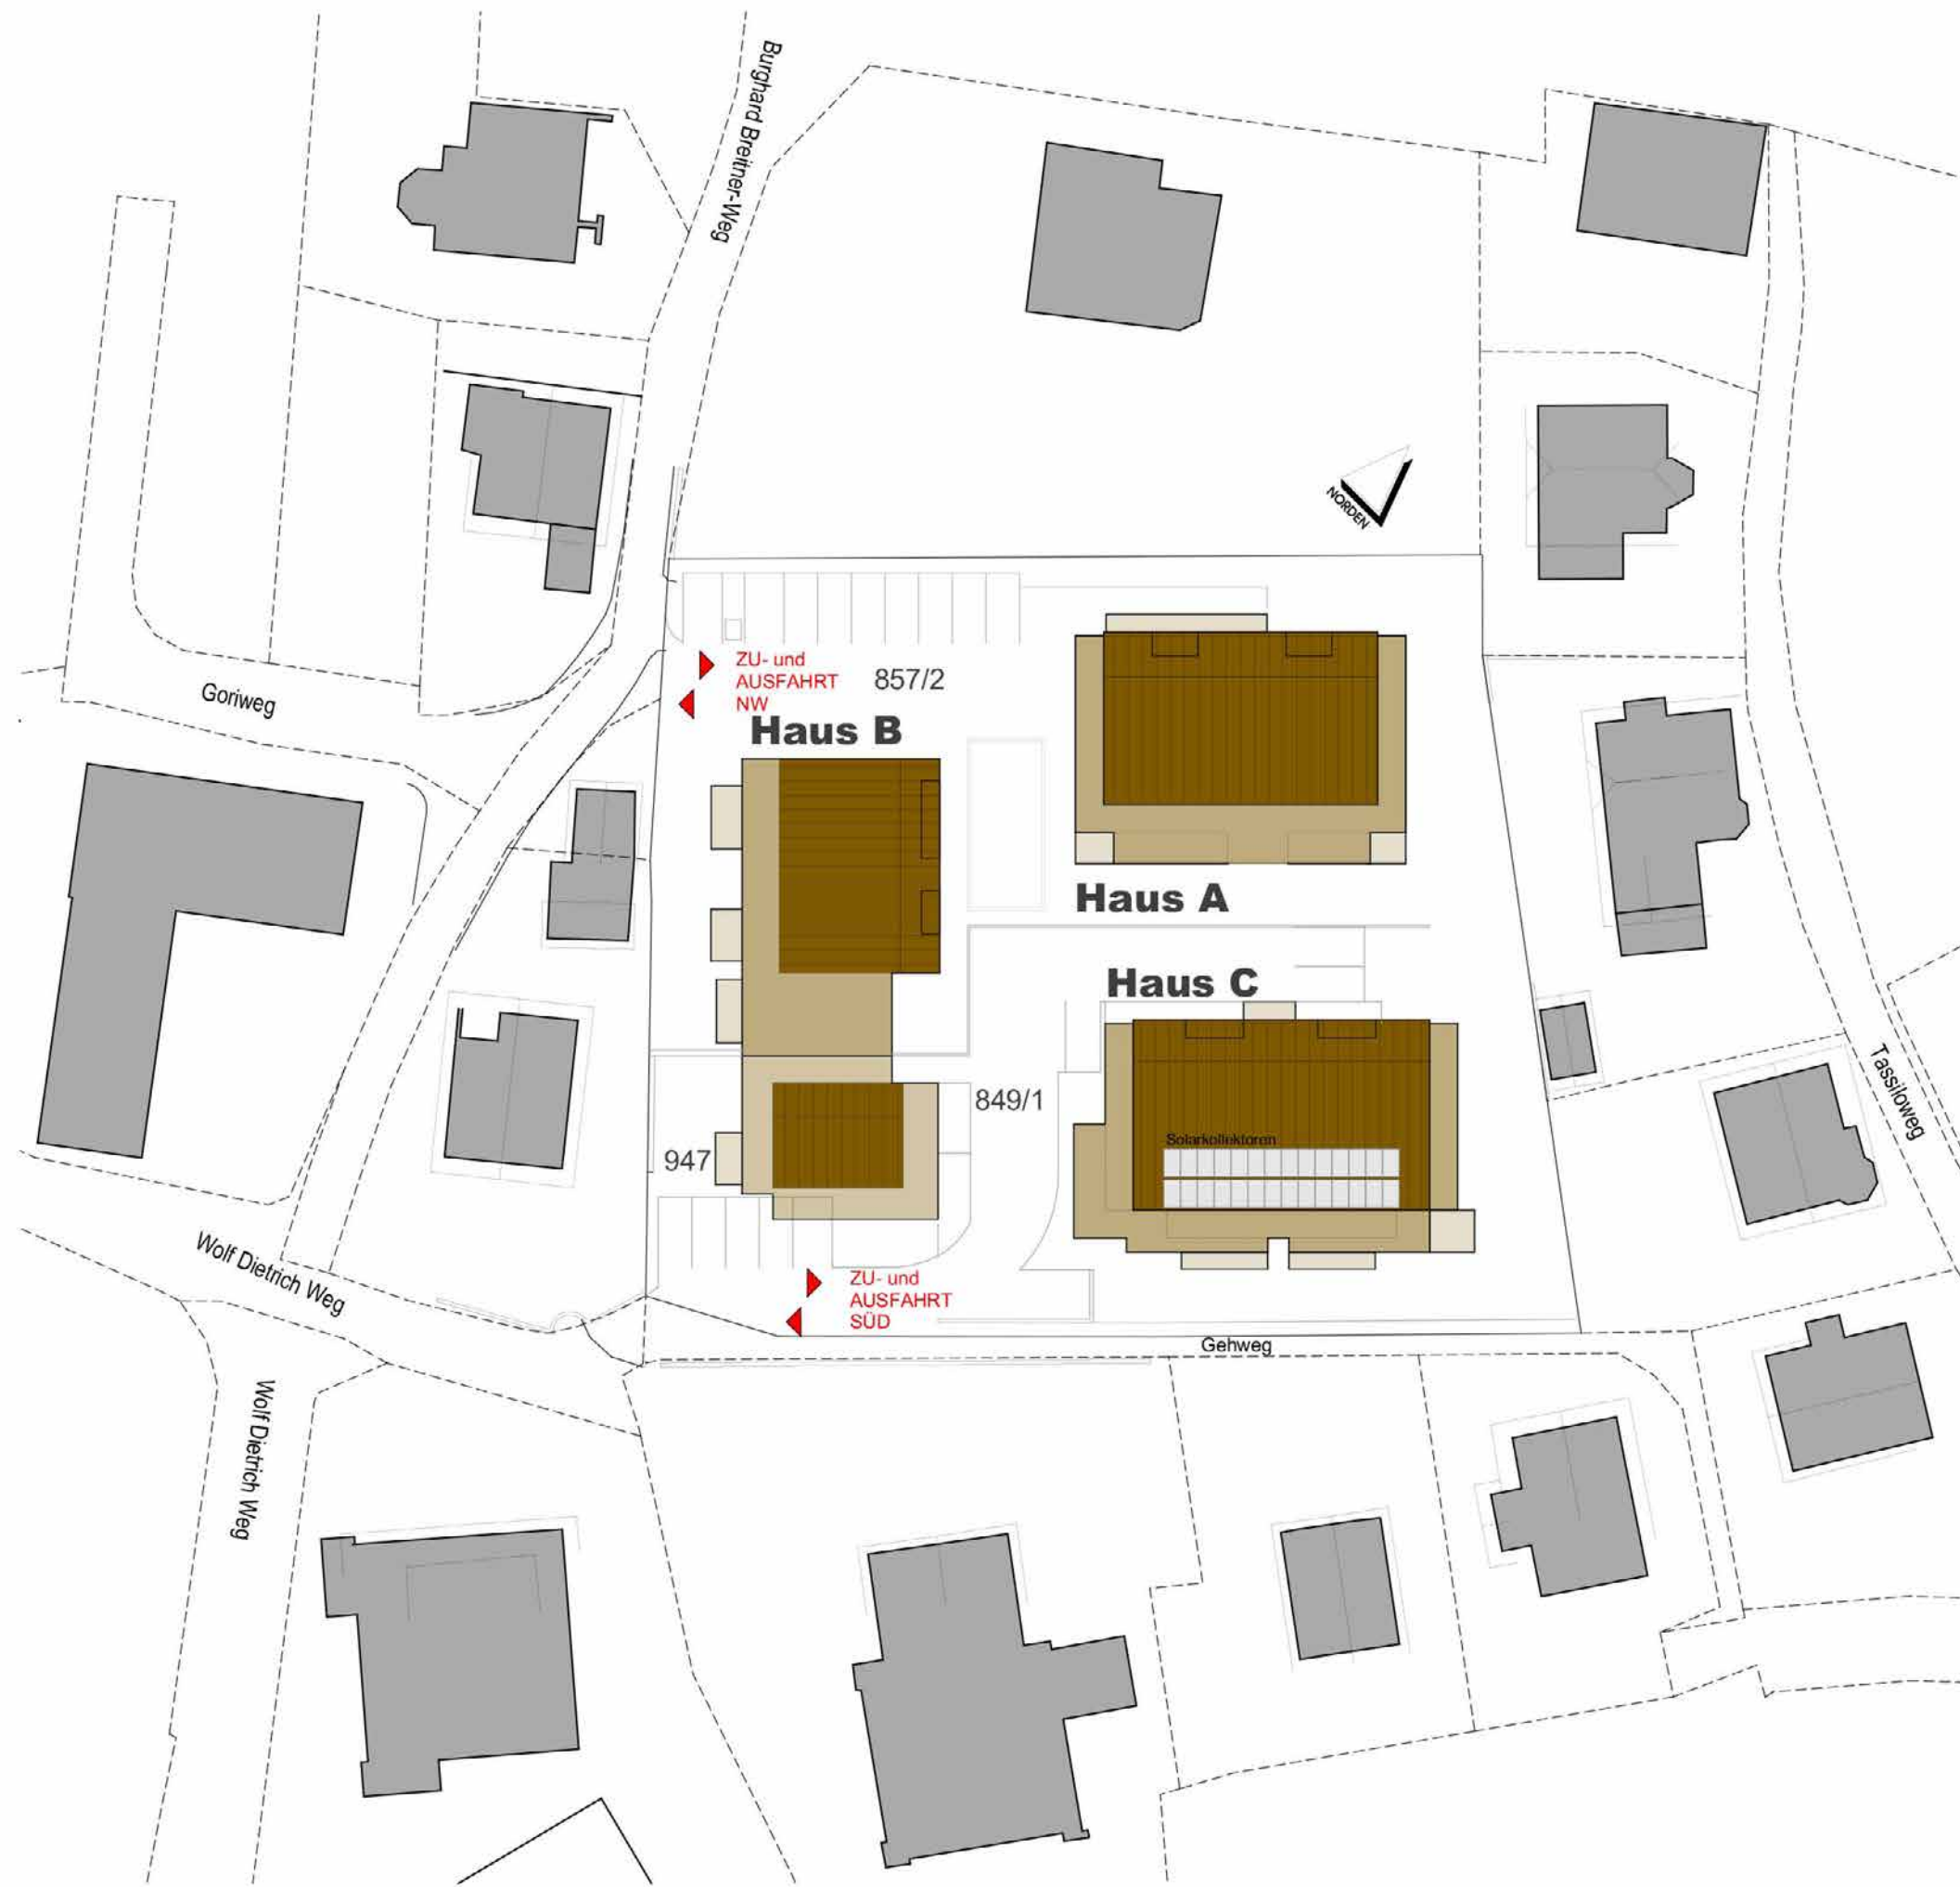 Burghard Breitner-Weg
NORDEN
ZU- und
AUSFAHRT
NW
857/2
Goriweg
Haus B
Haus A
Haus C
849/1
Tassiloweg
Solarkollektoren
947
Wolf Dietrich Weg
ZU- und
AUSFAHRT
SÜD
Gehweg
Wolf Dietrich Weg